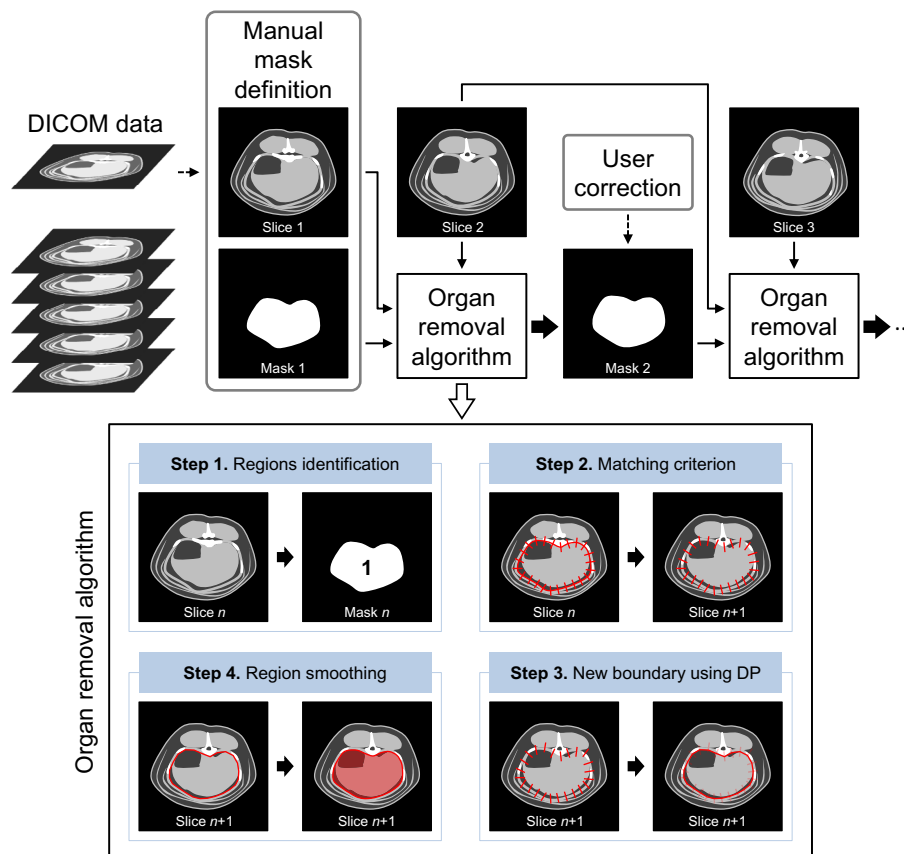 Manual
mask
definition
DICOM data
Slice 1
Slice 2
User
correction
Slice 3
Mask 1
Organ
removal
algorithm
Mask 2
Organ
removal
algorithm
...
Organ removal algorithm
Step 1. Regions identification
Slice n
Mask n
1
Step 2. Matching criterion
Slice n
Slice n+1
Step 4. Region smoothing
Slice n+1
Slice n+1
Step 3. New boundary using DP
Slice n+1
Slice n+1